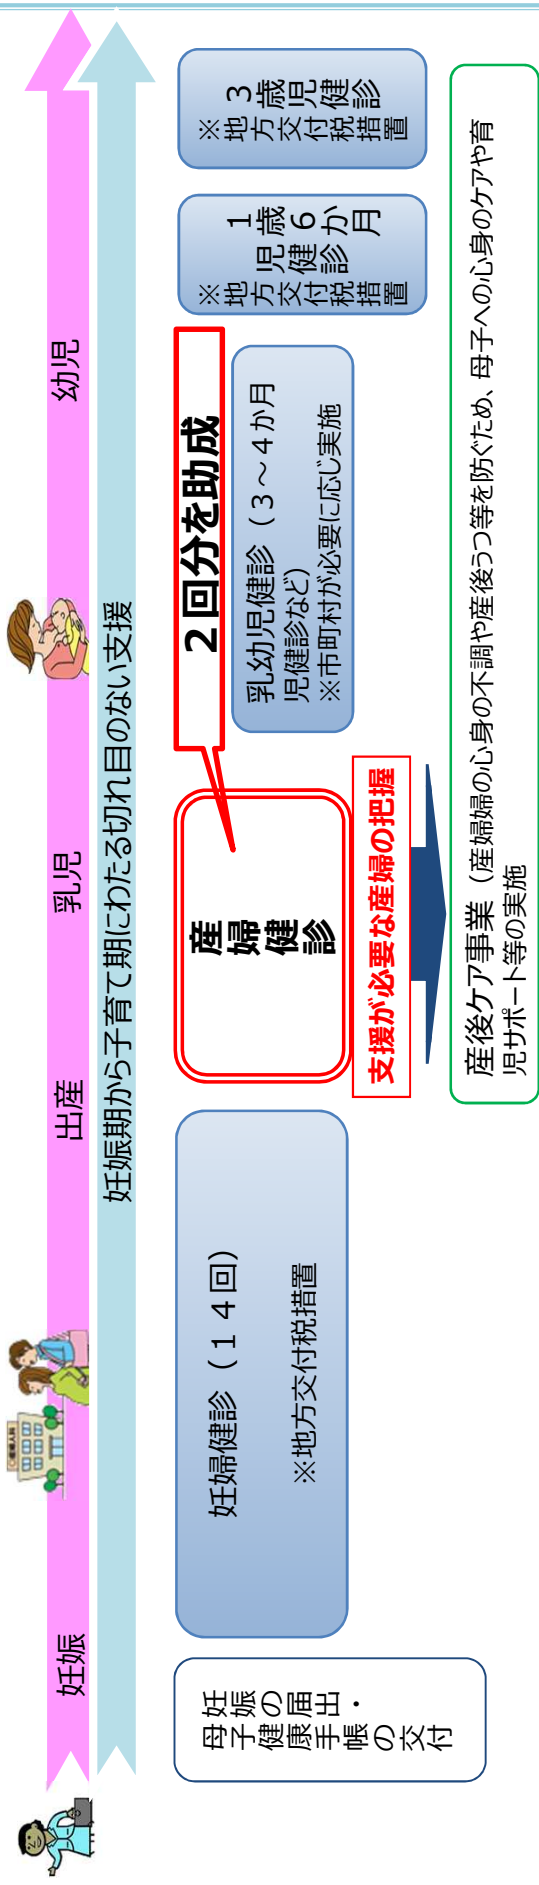 妊娠
出産
乳児
幼児
妊娠期から子育て期にわたる切れ目のない支援
妊娠の届出・
母子健康手帳の交付
妊婦健診（１４回）
※地方交付税措置
産婦健診
２回分を助成
乳幼児健診（３～４か月
児健診など）
※市町村が必要に応じ実施
１歳６か月
児健診
※地方交付税措置
３歳児健診
※地方交付税措置
支援が必要な産婦の把握
産後ケア事業（産婦婦の心身の不調や産後うつ等を防ぐため、母子への心身のケアや育
児サポート等の実施